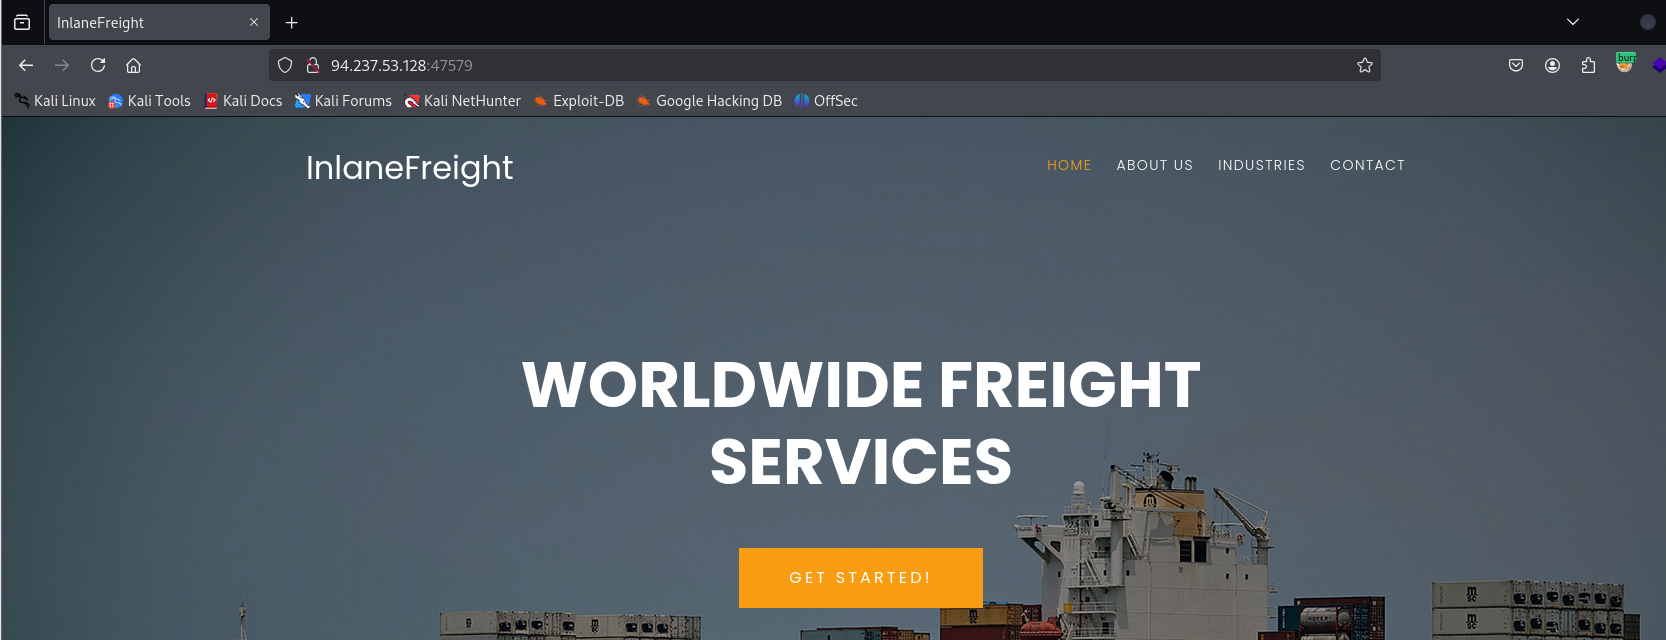 InlaneFreight
94.237.53.128:47579
burp
Kali Linux Kali Tools Kali Docs Kali Forums Kali NetHunter Exploit-DB Google Hacking DB OffSec
InlaneFreight HOME ABOUT US INDUSTRIES CONTACT
WORLDWIDE FREIGHT
SERVICES
GET STARTED!